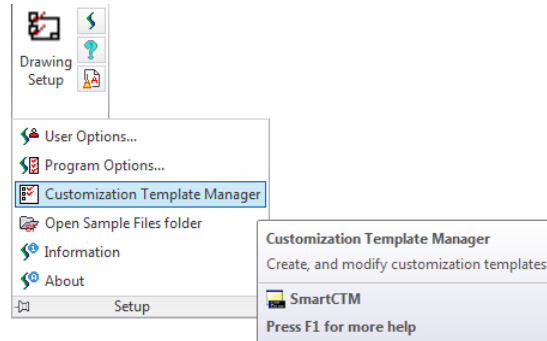 Drawing
Setup
User Options...
Program Options...
Customization Template Manager
Open Sample Files folder
Information
About
Setup
Customization Template Manager
Create, and modify customization templates
SmartCTM
Press F1 for more help